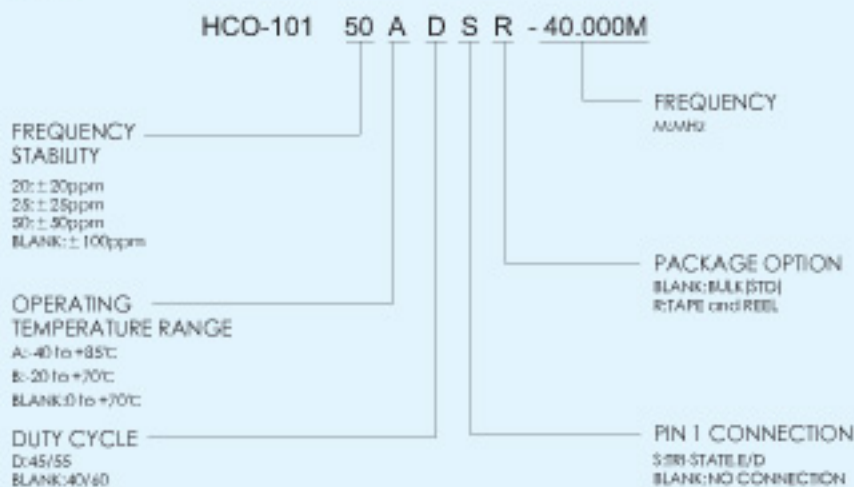 HCO-101 50 A D S R - 40.000M
FREQUENCY
STABILITY
20:±20ppm
25:±25ppm
50:±50ppm
BLANK:±100ppm
OPERATING
TEMPERATURE RANGE
A:-40 to +85℃
B:-20 to +70℃
BLANK:0 to +70℃
DUTY CYCLE
D:45/55
BLANK:40/60
FREQUENCY
M:MHz
PACKAGE OPTION
BLANK:BULK(STD)
R:TAPE and REEL
PIN 1 CONNECTION
S:TRI-STATE,E/D
BLANK:NO CONNECTION